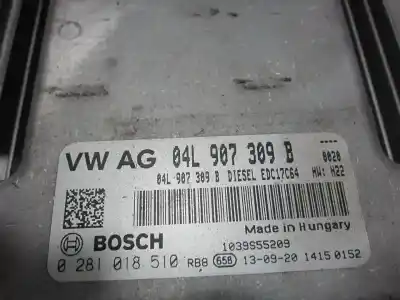 VW AG 04L 907 309 B 0020
04L 907 309 B DIESEL EDC17C64 HW: H22
Made in Hungary
BOSCH 1039S55209
0 281 018 510 RB8 658 13-09-20 1415 0152